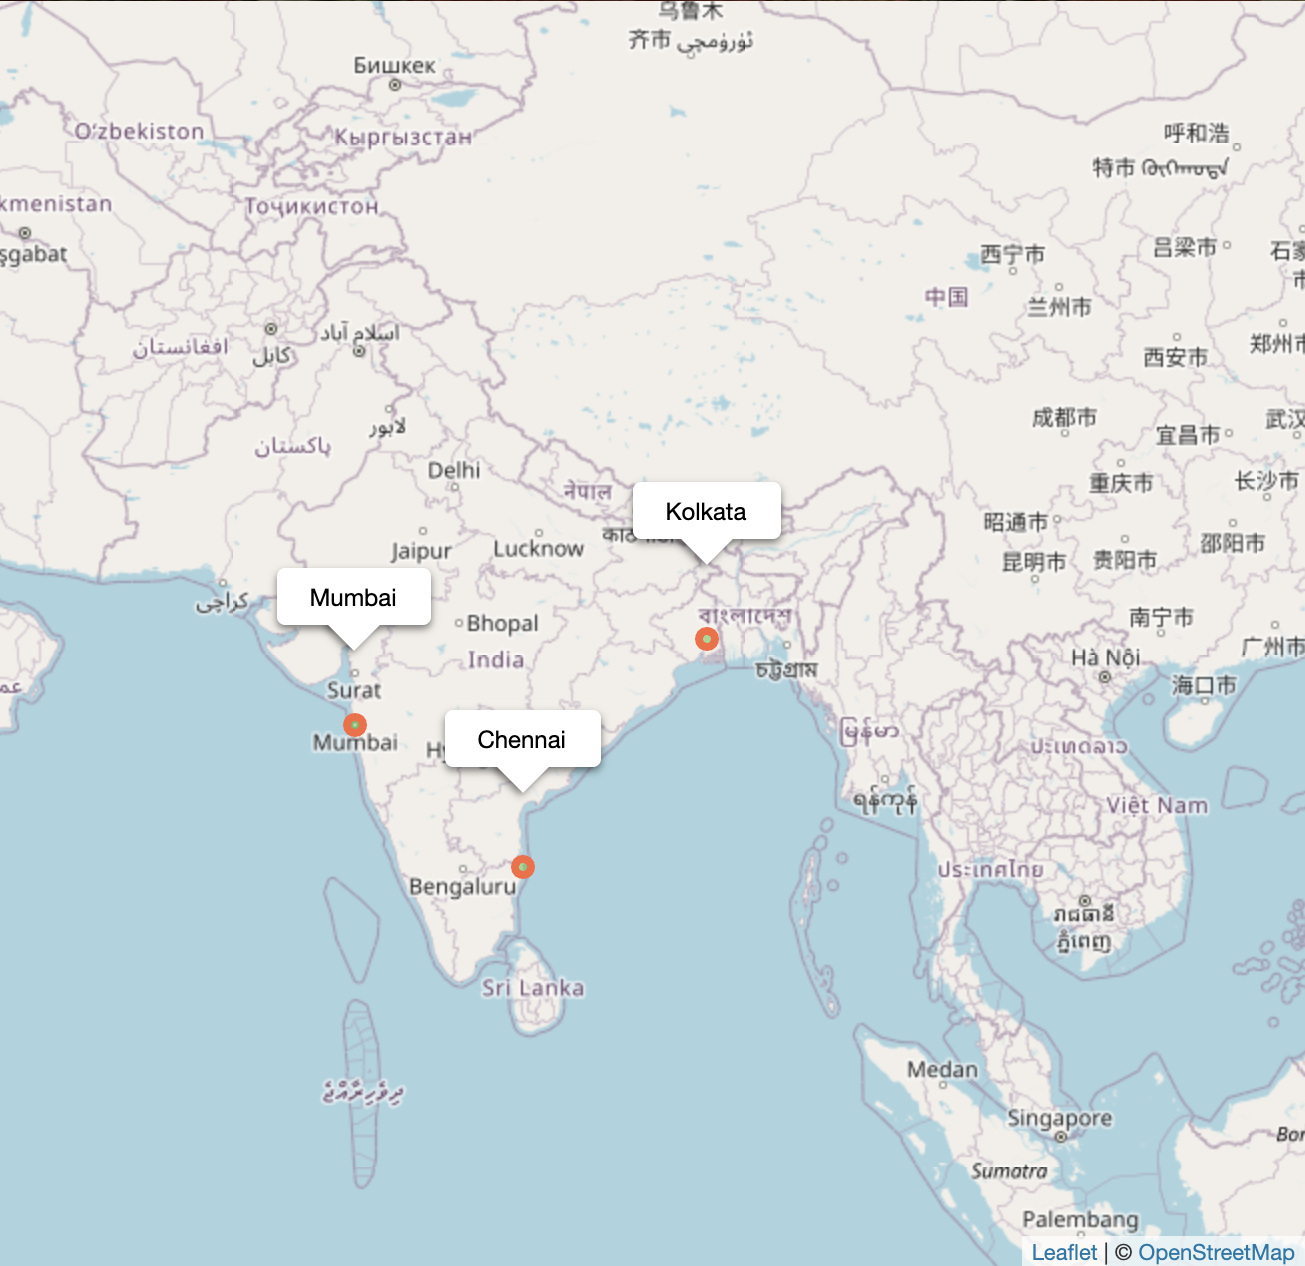 乌鲁木
齐市 ئۈرۈمچى
Бишкек
Oʻzbekiston
Кыргызстан
呼和浩
特市
kmenistan
Тоҷикистон
şgabat
西宁市
吕梁市
石家
市
中国
兰州市
افغانستان
کابل
اسلام آباد
西安市
郑州市
لاہور
成都市
宜昌市
武汉
پاکستان
Delhi
नेपाल
重庆市
长沙市
Kolkata
昭通市
邵阳市
Jaipur
Lucknow
昆明市
贵阳市
کراچی
Mumbai
Bhopal
বাংলাদেশ
南宁市
广州市
India
চট্টগ্রাম
Hà Nội
海口市
Surat
Mumbai
Chennai
မြန်မာ
ປະເທດລາວ
ရန်ကုန်
Việt Nam
ประเทศไทย
Bengaluru
រាជធានី
ភ្នំពេញ
Sri Lanka
Medan
ދިވެހިރާއްޖެ
Singapore
Bor
Sumatra
Palembang
Leaflet | © OpenStreetMap